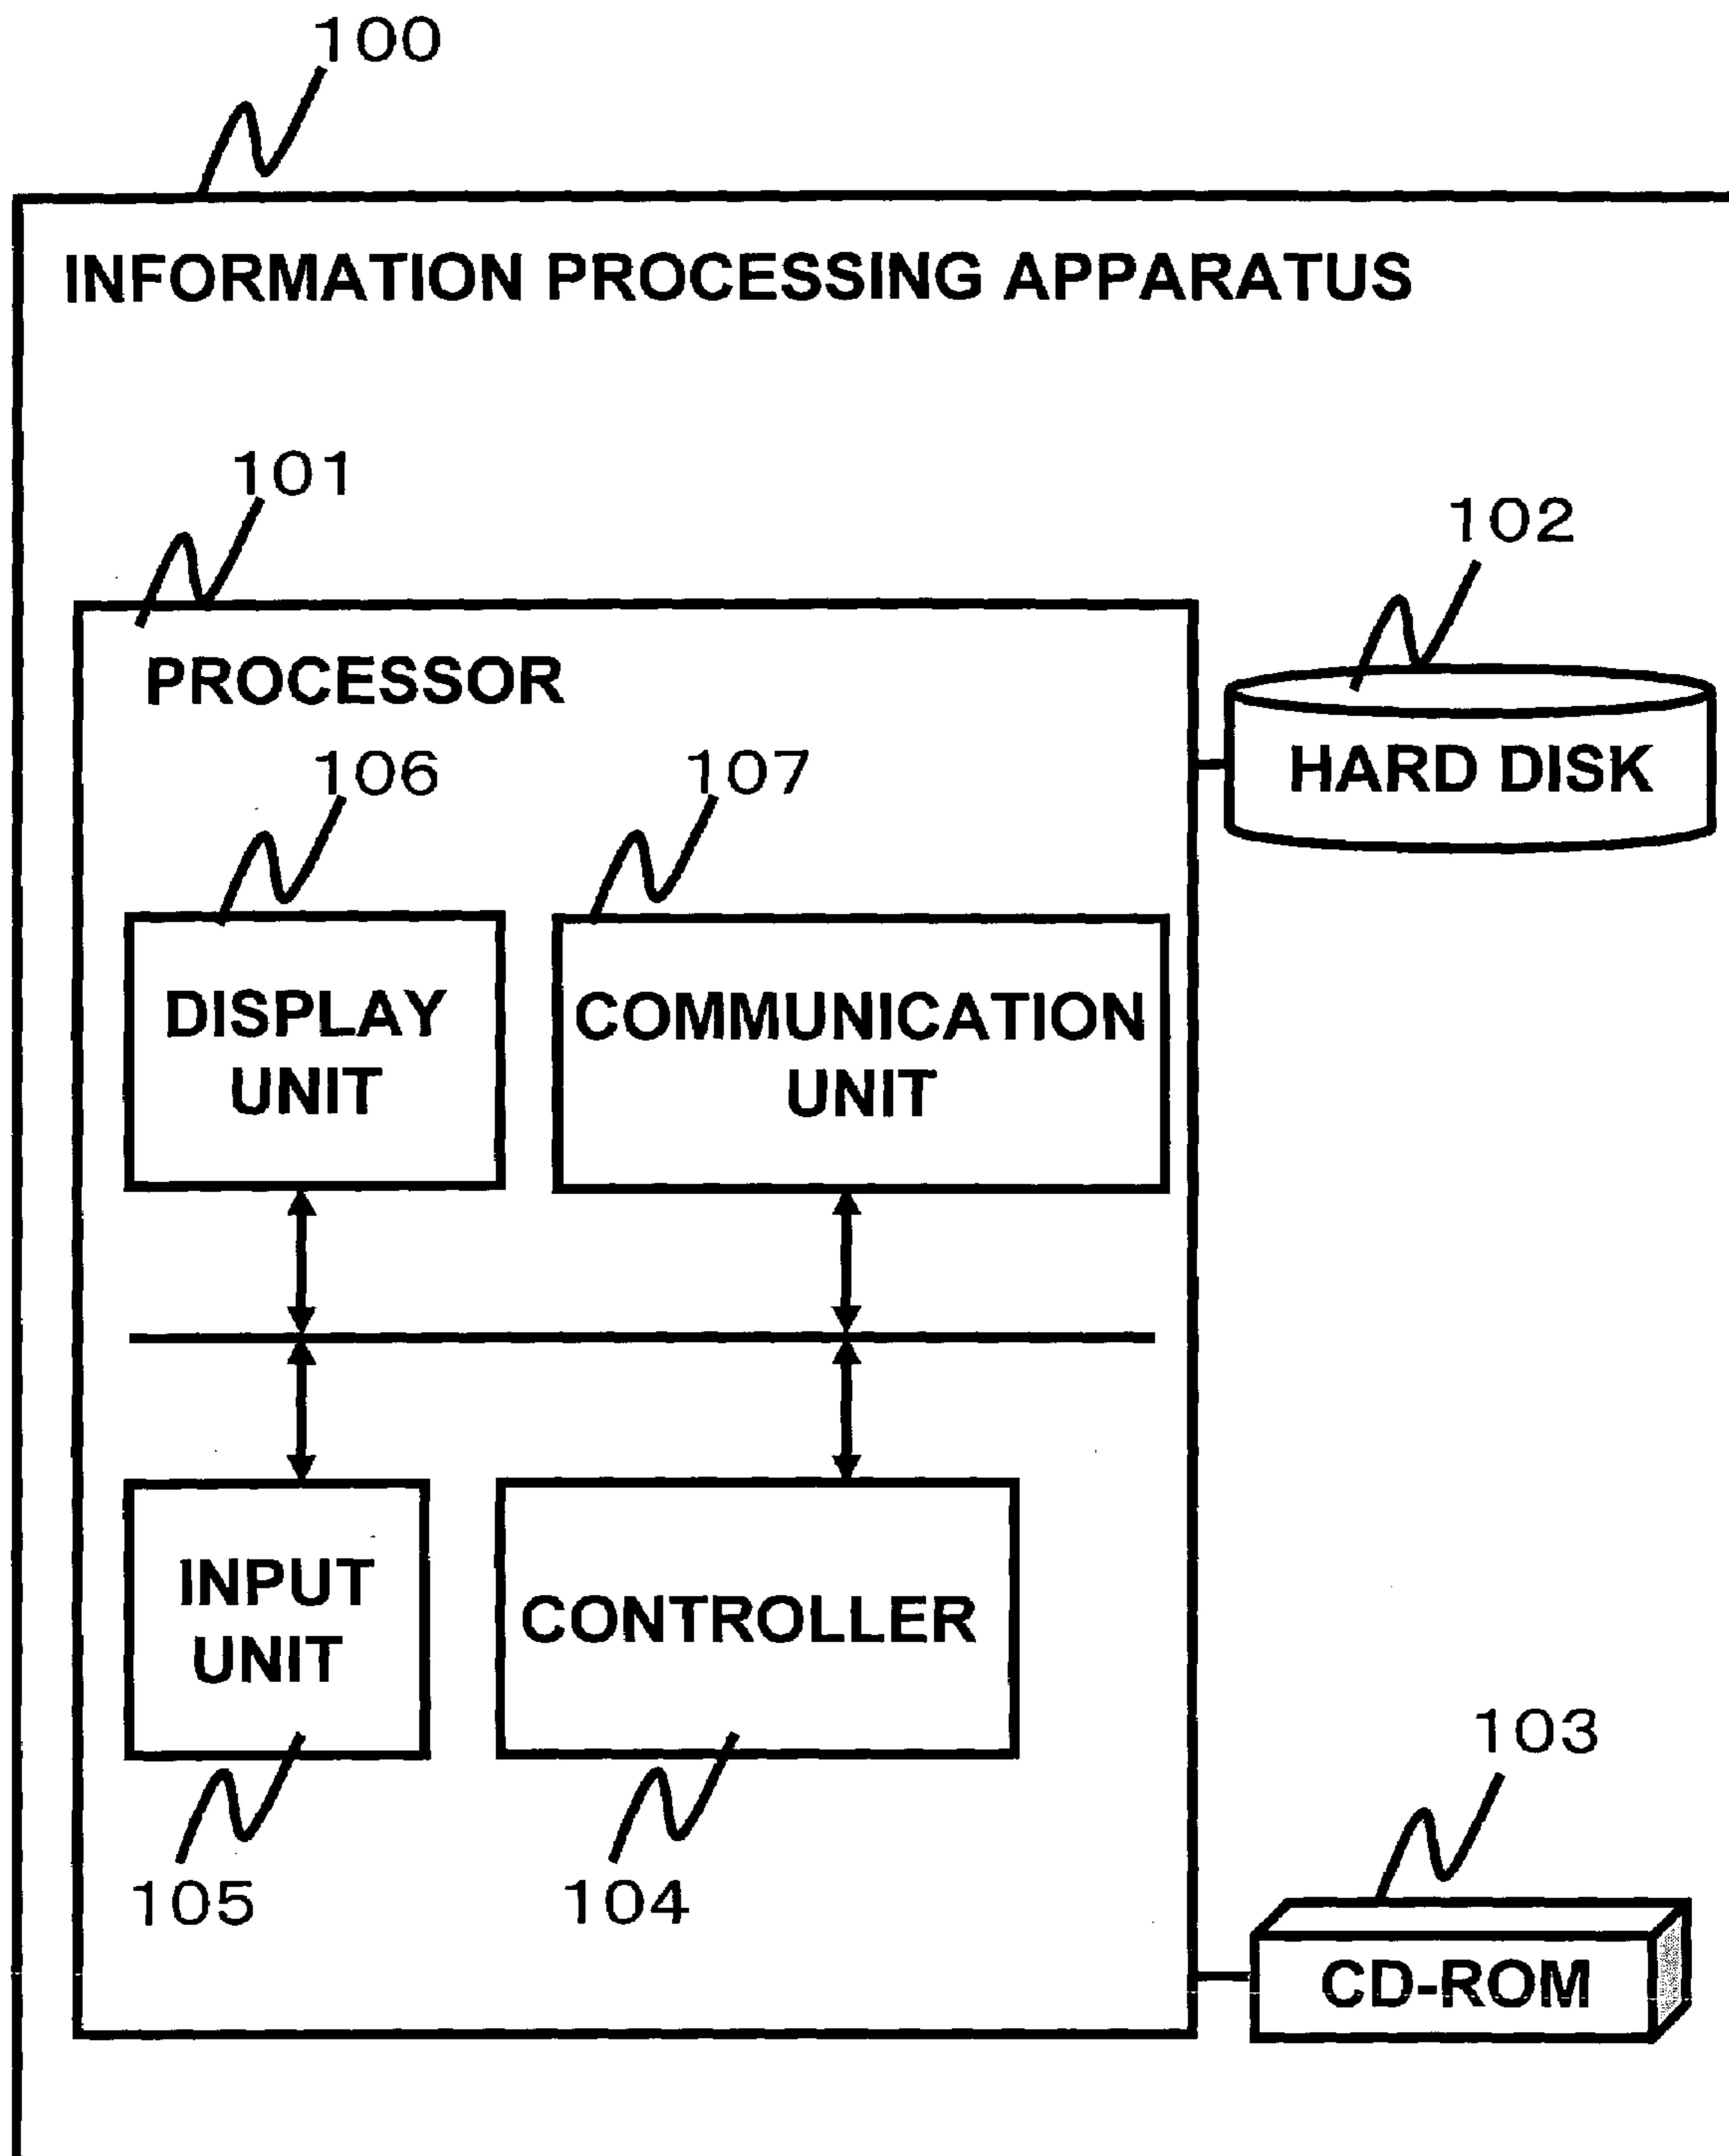 100
INFORMATION PROCESSING APPARATUS
101
102
PROCESSOR
HARD DISK
106
107
DISPLAY
UNIT
COMMUNICATION
UNIT
INPUT
UNIT
CONTROLLER
105
104
103
CD-ROM